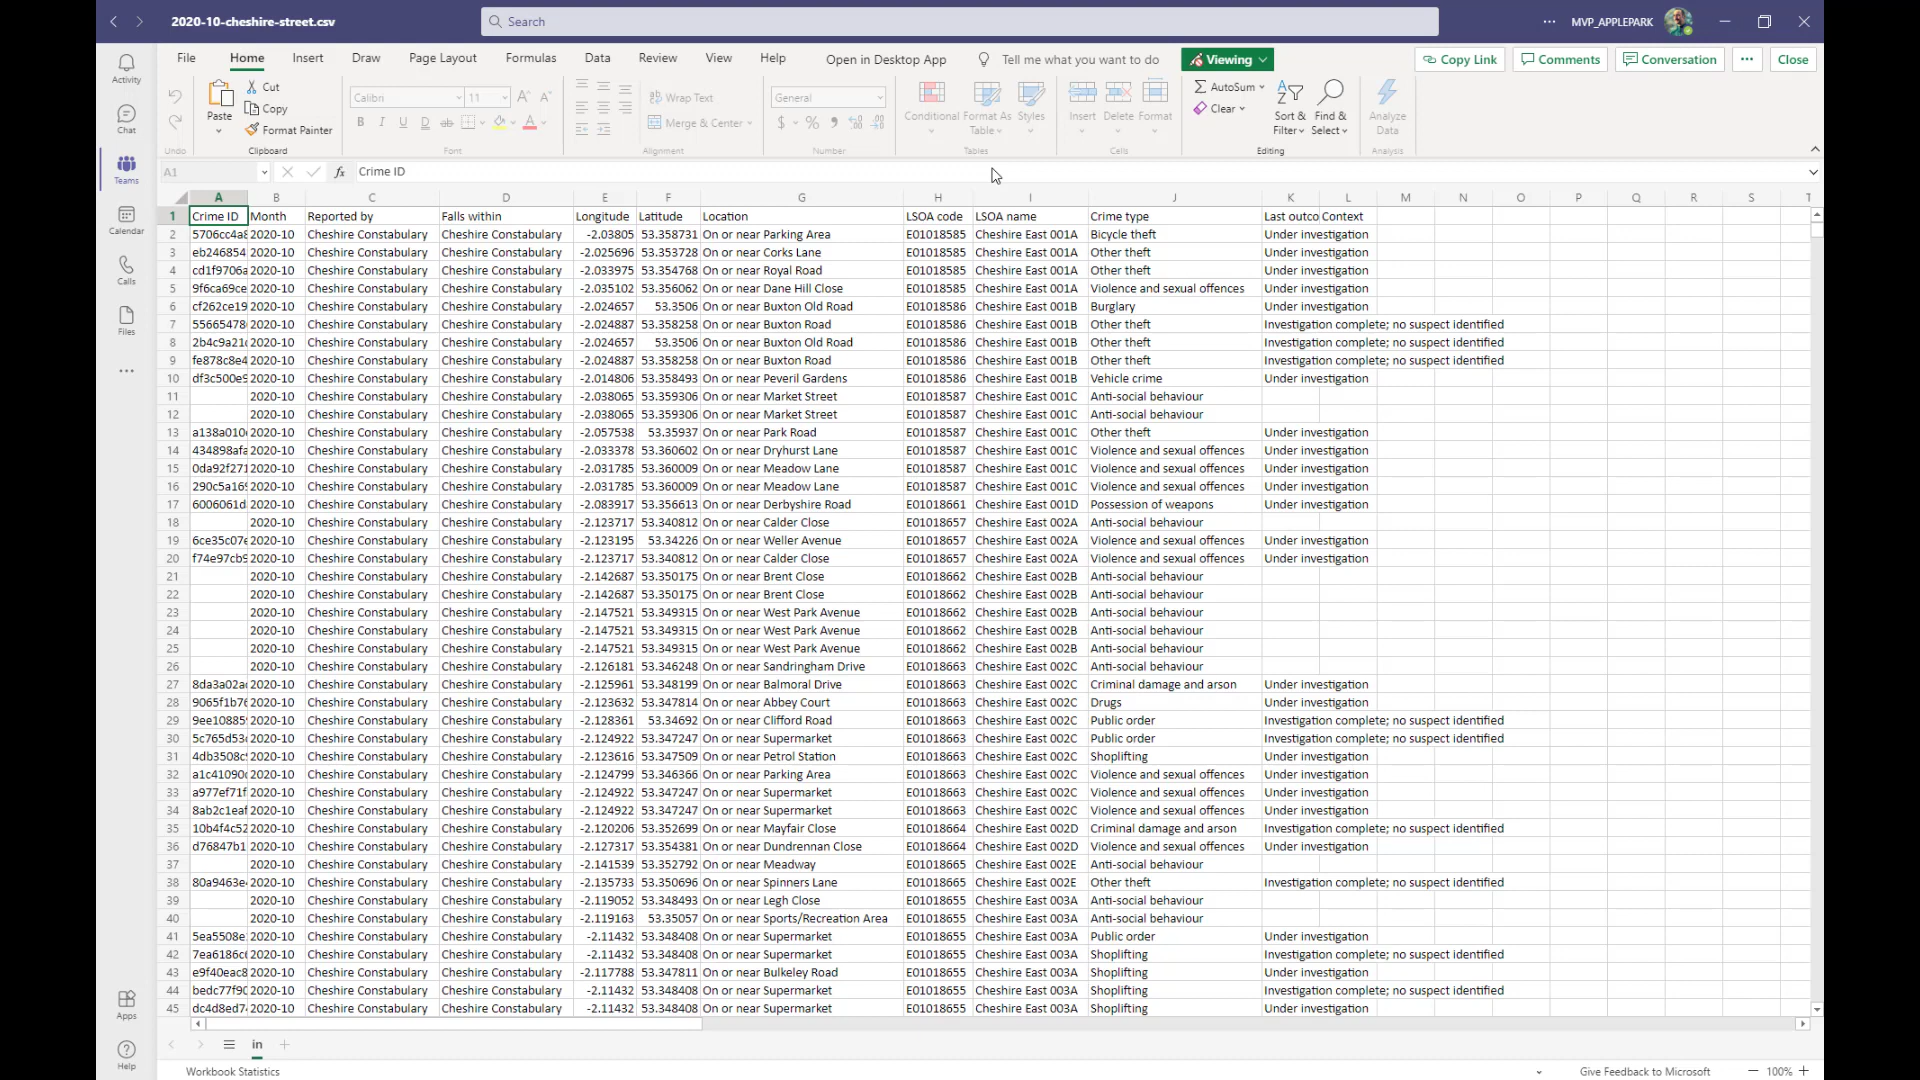 2020-10-cheshire-street.csv Search MVP_APPLEPARK
File Home Insert Draw Page Layout Formulas Data Review View Help Open in Desktop App Tell me what you want to do Viewing Copy Link Comments Conversation Close
Activity
Chat
Teams
Calendar
Calls
Files
Apps
Help
Undo
Paste Cut Copy Format Painter Clipboard
Calibri 11 B I U D ab A Font
Wrap Text Merge & Center Alignment
General $ % Number
Conditional Format As Table Styles Tables
Insert Delete Format Cells
AutoSum Clear Sort & Filter Find & Select Editing
Analyze Data Analysis
A1 fx Crime ID
A B C D E F G H I J K L M N O P Q R S T
1 Crime ID Month Reported by Falls within Longitude Latitude Location LSOA code LSOA name Crime type Last outco Context
2 5706cc4a8 2020-10 Cheshire Constabulary Cheshire Constabulary -2.03805 53.358731 On or near Parking Area E01018585 Cheshire East 001A Bicycle theft Under investigation
3 eb246854 2020-10 Cheshire Constabulary Cheshire Constabulary -2.025696 53.353728 On or near Corks Lane E01018585 Cheshire East 001A Other theft Under investigation
4 cd1f9706a 2020-10 Cheshire Constabulary Cheshire Constabulary -2.033975 53.354768 On or near Royal Road E01018585 Cheshire East 001A Other theft Under investigation
5 9f6ca69ce 2020-10 Cheshire Constabulary Cheshire Constabulary -2.035102 53.356062 On or near Dane Hill Close E01018585 Cheshire East 001A Violence and sexual offences Under investigation
6 cf262ce19 2020-10 Cheshire Constabulary Cheshire Constabulary -2.024657 53.3506 On or near Buxton Old Road E01018586 Cheshire East 001B Burglary Under investigation
7 55665478 2020-10 Cheshire Constabulary Cheshire Constabulary -2.024887 53.358258 On or near Buxton Road E01018586 Cheshire East 001B Other theft Investigation complete; no suspect identified
8 2b4c9a21 2020-10 Cheshire Constabulary Cheshire Constabulary -2.024657 53.3506 On or near Buxton Old Road E01018586 Cheshire East 001B Other theft Investigation complete; no suspect identified
9 fe878c8e4 2020-10 Cheshire Constabulary Cheshire Constabulary -2.024887 53.358258 On or near Buxton Road E01018586 Cheshire East 001B Other theft Investigation complete; no suspect identified
10 df3c500e9 2020-10 Cheshire Constabulary Cheshire Constabulary -2.014806 53.358493 On or near Peveril Gardens E01018586 Cheshire East 001B Vehicle crime Under investigation
11 2020-10 Cheshire Constabulary Cheshire Constabulary -2.038065 53.359306 On or near Market Street E01018587 Cheshire East 001C Anti-social behaviour
12 2020-10 Cheshire Constabulary Cheshire Constabulary -2.038065 53.359306 On or near Market Street E01018587 Cheshire East 001C Anti-social behaviour
13 a138a010 2020-10 Cheshire Constabulary Cheshire Constabulary -2.057538 53.35937 On or near Park Road E01018587 Cheshire East 001C Other theft Under investigation
14 434898afa 2020-10 Cheshire Constabulary Cheshire Constabulary -2.033378 53.360602 On or near Dryhurst Lane E01018587 Cheshire East 001C Violence and sexual offences Under investigation
15 0da92f271 2020-10 Cheshire Constabulary Cheshire Constabulary -2.031785 53.360009 On or near Meadow Lane E01018587 Cheshire East 001C Violence and sexual offences Under investigation
16 290c5a169 2020-10 Cheshire Constabulary Cheshire Constabulary -2.031785 53.360009 On or near Meadow Lane E01018587 Cheshire East 001C Violence and sexual offences Under investigation
17 6006061d 2020-10 Cheshire Constabulary Cheshire Constabulary -2.083917 53.356613 On or near Derbyshire Road E01018661 Cheshire East 001D Possession of weapons Under investigation
18 2020-10 Cheshire Constabulary Cheshire Constabulary -2.123717 53.340812 On or near Calder Close E01018657 Cheshire East 002A Anti-social behaviour
19 6ce35c07e 2020-10 Cheshire Constabulary Cheshire Constabulary -2.123195 53.34226 On or near Weller Avenue E01018657 Cheshire East 002A Violence and sexual offences Under investigation
20 f74e97cb9 2020-10 Cheshire Constabulary Cheshire Constabulary -2.123717 53.340812 On or near Calder Close E01018657 Cheshire East 002A Violence and sexual offences Under investigation
21 2020-10 Cheshire Constabulary Cheshire Constabulary -2.142687 53.350175 On or near Brent Close E01018662 Cheshire East 002B Anti-social behaviour
22 2020-10 Cheshire Constabulary Cheshire Constabulary -2.142687 53.350175 On or near Brent Close E01018662 Cheshire East 002B Anti-social behaviour
23 2020-10 Cheshire Constabulary Cheshire Constabulary -2.147521 53.349315 On or near West Park Avenue E01018662 Cheshire East 002B Anti-social behaviour
24 2020-10 Cheshire Constabulary Cheshire Constabulary -2.147521 53.349315 On or near West Park Avenue E01018662 Cheshire East 002B Anti-social behaviour
25 2020-10 Cheshire Constabulary Cheshire Constabulary -2.147521 53.349315 On or near West Park Avenue E01018662 Cheshire East 002B Anti-social behaviour
26 2020-10 Cheshire Constabulary Cheshire Constabulary -2.126181 53.346248 On or near Sandringham Drive E01018663 Cheshire East 002C Anti-social behaviour
27 8da3a02a 2020-10 Cheshire Constabulary Cheshire Constabulary -2.125961 53.348199 On or near Balmoral Drive E01018663 Cheshire East 002C Criminal damage and arson Under investigation
28 9065f1b76 2020-10 Cheshire Constabulary Cheshire Constabulary -2.123632 53.347814 On or near Abbey Court E01018663 Cheshire East 002C Drugs Under investigation
29 9ee10885 2020-10 Cheshire Constabulary Cheshire Constabulary -2.128361 53.34692 On or near Clifford Road E01018663 Cheshire East 002C Public order Investigation complete; no suspect identified
30 5c765d53 2020-10 Cheshire Constabulary Cheshire Constabulary -2.124922 53.347247 On or near Supermarket E01018663 Cheshire East 002C Public order Investigation complete; no suspect identified
31 4db3508c 2020-10 Cheshire Constabulary Cheshire Constabulary -2.123616 53.347509 On or near Petrol Station E01018663 Cheshire East 002C Shoplifting Under investigation
32 a1c41090 2020-10 Cheshire Constabulary Cheshire Constabulary -2.124799 53.346366 On or near Parking Area E01018663 Cheshire East 002C Violence and sexual offences Under investigation
33 a977ef71f 2020-10 Cheshire Constabulary Cheshire Constabulary -2.124922 53.347247 On or near Supermarket E01018663 Cheshire East 002C Violence and sexual offences Under investigation
34 8ab2c1eaf 2020-10 Cheshire Constabulary Cheshire Constabulary -2.124922 53.347247 On or near Supermarket E01018663 Cheshire East 002C Violence and sexual offences Under investigation
35 10b4f4c52 2020-10 Cheshire Constabulary Cheshire Constabulary -2.120206 53.352699 On or near Mayfair Close E01018664 Cheshire East 002D Criminal damage and arson Investigation complete; no suspect identified
36 d76847b1 2020-10 Cheshire Constabulary Cheshire Constabulary -2.127317 53.354381 On or near Dundrennan Close E01018664 Cheshire East 002D Violence and sexual offences Under investigation
37 2020-10 Cheshire Constabulary Cheshire Constabulary -2.141539 53.352792 On or near Meadway E01018665 Cheshire East 002E Anti-social behaviour
38 80a9463e 2020-10 Cheshire Constabulary Cheshire Constabulary -2.135733 53.350696 On or near Spinners Lane E01018665 Cheshire East 002E Other theft Investigation complete; no suspect identified
39 2020-10 Cheshire Constabulary Cheshire Constabulary -2.119052 53.348493 On or near Legh Close E01018655 Cheshire East 003A Anti-social behaviour
40 2020-10 Cheshire Constabulary Cheshire Constabulary -2.119163 53.35057 On or near Sports/Recreation Area E01018655 Cheshire East 003A Anti-social behaviour
41 5ea5508e 2020-10 Cheshire Constabulary Cheshire Constabulary -2.11432 53.348408 On or near Supermarket E01018655 Cheshire East 003A Public order Under investigation
42 7ea6186c 2020-10 Cheshire Constabulary Cheshire Constabulary -2.11432 53.348408 On or near Supermarket E01018655 Cheshire East 003A Shoplifting Investigation complete; no suspect identified
43 e9f40eac8 2020-10 Cheshire Constabulary Cheshire Constabulary -2.117788 53.347811 On or near Bulkeley Road E01018655 Cheshire East 003A Shoplifting Under investigation
44 bedc77f90 2020-10 Cheshire Constabulary Cheshire Constabulary -2.11432 53.348408 On or near Supermarket E01018655 Cheshire East 003A Shoplifting Investigation complete; no suspect identified
45 dc4d8ed7 2020-10 Cheshire Constabulary Cheshire Constabulary -2.11432 53.348408 On or near Supermarket E01018655 Cheshire East 003A Shoplifting Under investigation
in
Workbook Statistics Give Feedback to Microsoft 100%